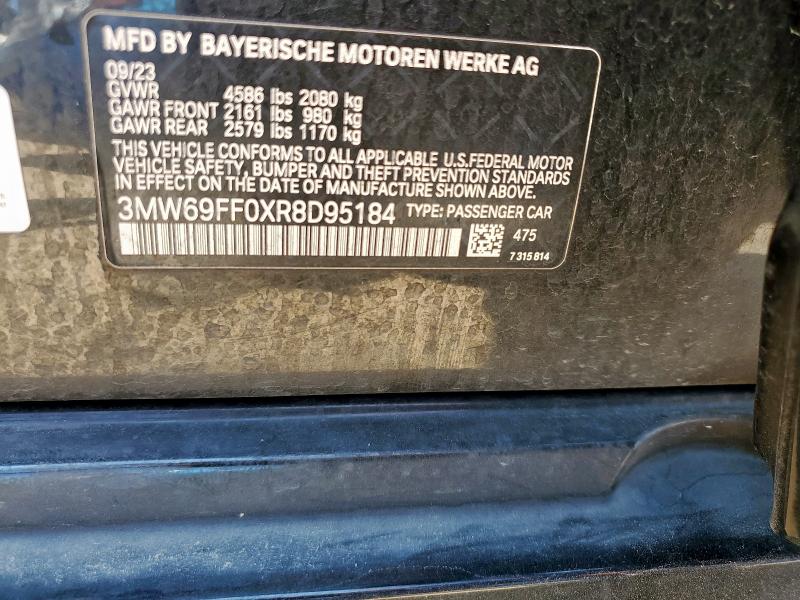 MFD BY BAYERISCHE MOTOREN WERKE AG
09/23
GVWR 4586 lbs 2080 kg
GAWR FRONT 2161 lbs 980 kg
GAWR REAR 2579 lbs 1170 kg
THIS VEHICLE CONFORMS TO ALL APPLICABLE U.S.FEDERAL MOTOR
VEHICLE SAFETY, BUMPER AND THEFT PREVENTION STANDARDS
IN EFFECT ON THE DATE OF MANUFACTURE SHOWN ABOVE.
3MW69FF0XR8D95184 TYPE: PASSENGER CAR
475
7 315 814